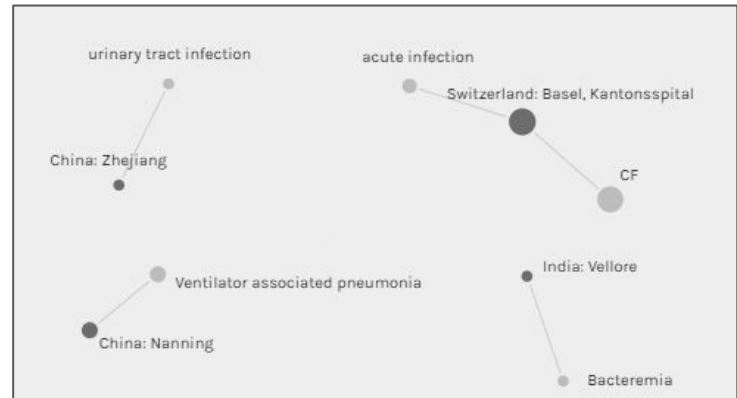 urinary tract infection
acute infection
Switzerland: Basel, Kantonsspital
China: Zhejiang
CF
India: Vellore
Ventilator associated pneumonia
China: Nanning
Bacteremia